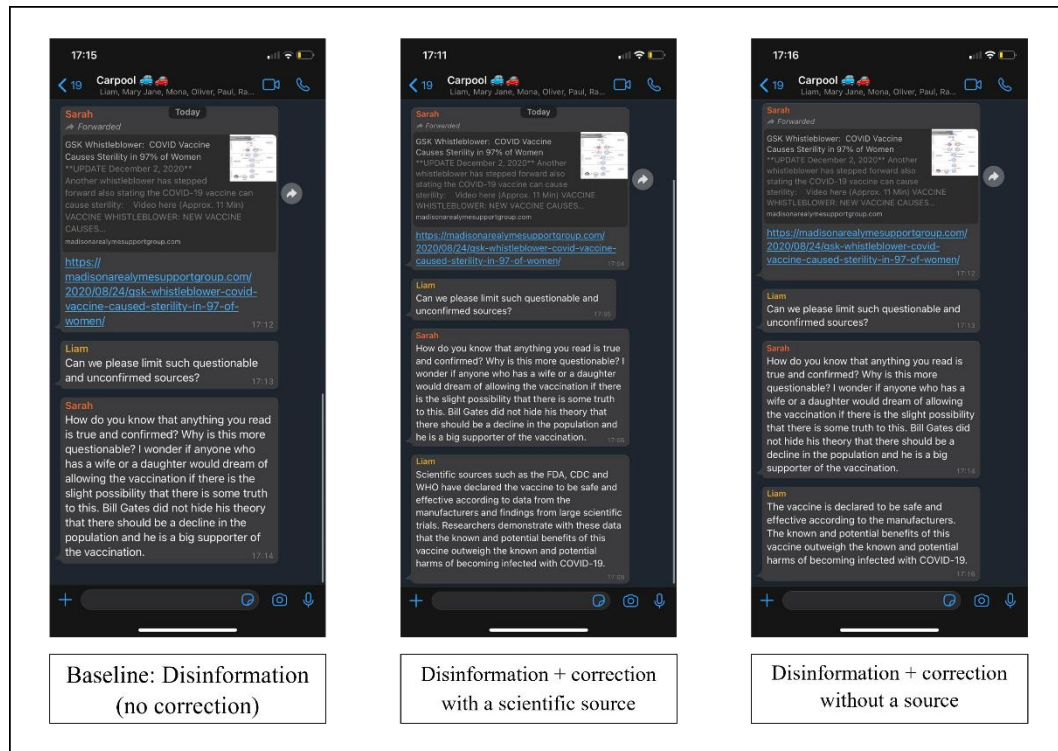 17:15
19
Carpool 🚙🚗
Liam, Mary Jane, Mona, Oliver, Paul, Ra...
Today
Sarah
Forwarded
GSK Whistleblower: COVID Vaccine
Causes Sterility in 97% of Women
**UPDATE December 2, 2020**
Another whistleblower has stepped
forward also stating the COVID-19
vaccine can cause
sterility: Video here (Approx. 11 Min)
VACCINE WHISTLEBLOWER: NEW VACCINE
CAUSES...
madisonarealymesupportgroup.com
https://
madisonarealymesupportgroup.com/
2020/08/24/gsk-whistleblower-covid-
vaccine-caused-sterility-in-97-of-
women/
17:12
Liam
Can we please limit such questionable
and unconfirmed sources?
17:13
Sarah
How do you know that anything you read
is true and confirmed? Why is this more
questionable? I wonder if anyone who
has a wife or a daughter would dream of
allowing the vaccination if there is the
slight possibility that there is some truth
to this. Bill Gates did not hide his theory
that there should be a decline in the
population and he is a big supporter of
the vaccination.
17:14
Baseline: Disinformation
(no correction)
17:11
19
Carpool 🚙🚗
Liam, Mary Jane, Mona, Oliver, Paul, Ra...
Today
Sarah
Forwarded
GSK Whistleblower: COVID Vaccine
Causes Sterility in 97% of Women
**UPDATE December 2, 2020** Another
whistleblower has stepped forward also
stating the COVID-19 vaccine can cause
sterility: Video here (Approx. 11 Min) VACCINE
WHISTLEBLOWER: NEW VACCINE CAUSES...
madisonarealymesupportgroup.com
https://madisonarealymesupportgroup.com/
2020/08/24/gsk-whistleblower-covid-vaccine-
caused-sterility-in-97-of-women/
17:04
Liam
Can we please limit such questionable and
unconfirmed sources?
17:05
Sarah
How do you know that anything you read is true
and confirmed? Why is this more questionable? I
wonder if anyone who has a wife or a daughter
would dream of allowing the vaccination if there
is the slight possibility that there is some truth
to this. Bill Gates did not hide his theory that
there should be a decline in the population and
he is a big supporter of the vaccination.
17:06
Liam
Scientific sources such as the FDA, CDC and
WHO have declared the vaccine to be safe and
effective according to data from the
manufacturers and findings from large scientific
trials. Researchers demonstrate with these data
that the known and potential benefits of this
vaccine outweigh the known and potential
harms of becoming infected with COVID-19.
17:09
Disinformation + correction
with a scientific source
17:16
19
Carpool 🚙🚗
Liam, Mary Jane, Mona, Oliver, Paul, Ra...
Sarah
Forwarded
GSK Whistleblower: COVID Vaccine
Causes Sterility in 97% of Women
**UPDATE December 2, 2020** Another
whistleblower has stepped forward also
stating the COVID-19 vaccine can cause
sterility: Video here (Approx. 11 Min) VACCINE
WHISTLEBLOWER: NEW VACCINE CAUSES...
madisonarealymesupportgroup.com
https://madisonarealymesupportgroup.com/
2020/08/24/gsk-whistleblower-covid-
vaccine-caused-sterility-in-97-of-women/
17:12
Liam
Can we please limit such questionable and
unconfirmed sources?
17:13
Sarah
How do you know that anything you read is
true and confirmed? Why is this more
questionable? I wonder if anyone who has a
wife or a daughter would dream of allowing
the vaccination if there is the slight possibility
that there is some truth to this. Bill Gates did
not hide his theory that there should be a
decline in the population and he is a big
supporter of the vaccination.
17:14
Liam
The vaccine is declared to be safe and
effective according to the manufacturers.
The known and potential benefits of this
vaccine outweigh the known and potential
harms of becoming infected with COVID-19.
17:16
Disinformation + correction
without a source